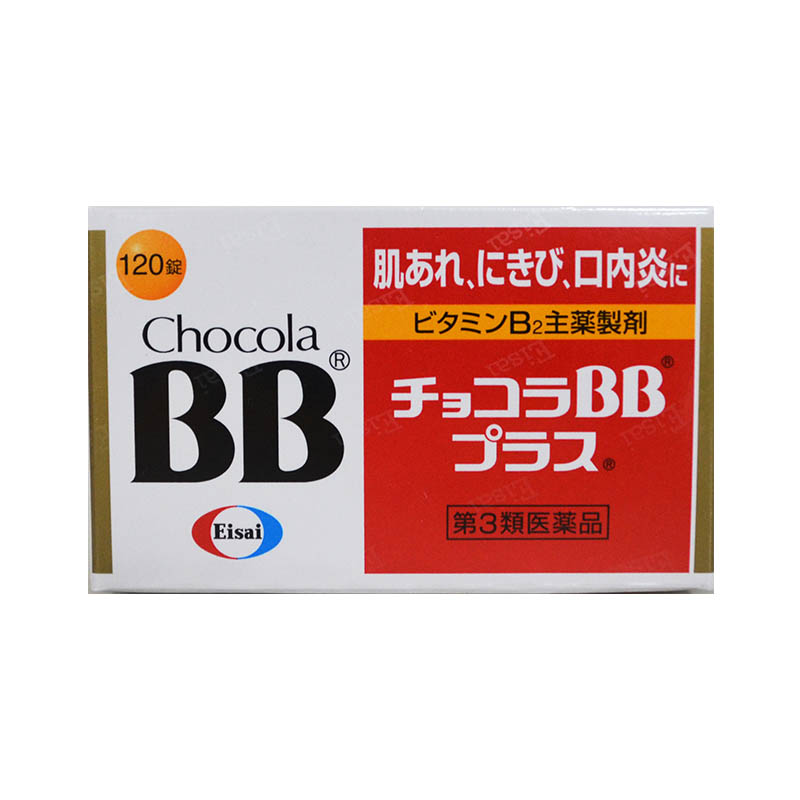 120錠
Chocola
BB®
Eisai
肌あれ、にきび、口内炎に
ビタミンB₂主薬製剤
チョコラBB®
プラス®
第3類医薬品